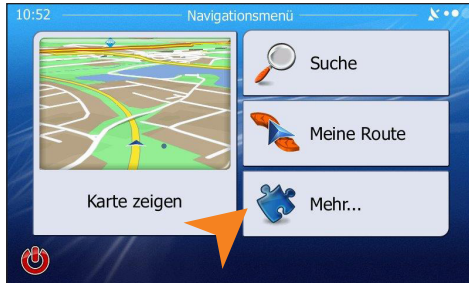 10:52
Navigationsmenü
Suche
Meine Route
Karte zeigen
Mehr...